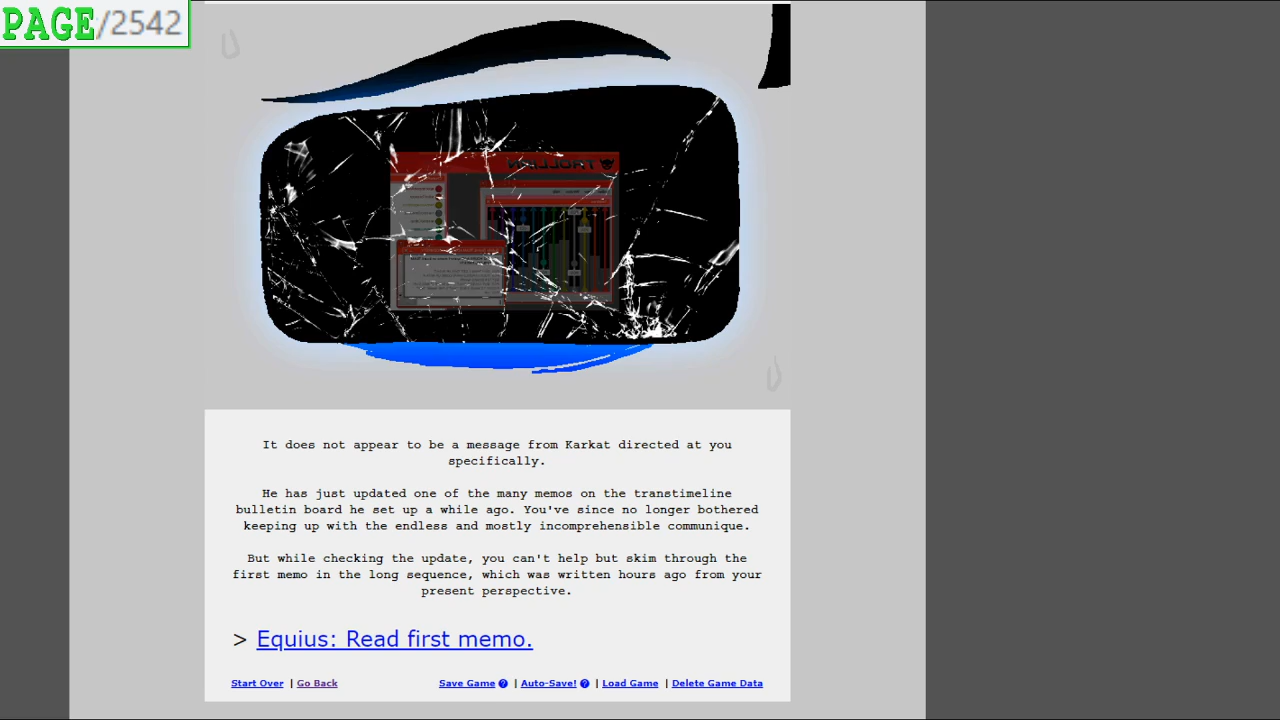 PAGE/2542
It does not appear to be a message from Karkat directed at you
specifically.
He has just updated one of the many memos on the transtimeline
bulletin board he set up a while ago. You've since no longer bothered
keeping up with the endless and mostly incomprehensible communique.
But while checking the update, you can't help but skim through the
first memo in the long sequence, which was written hours ago from your
present perspective.
> Equius: Read first memo.
Start Over | Go Back
Save Game ? | Auto-Save! ? | Load Game | Delete Game Data